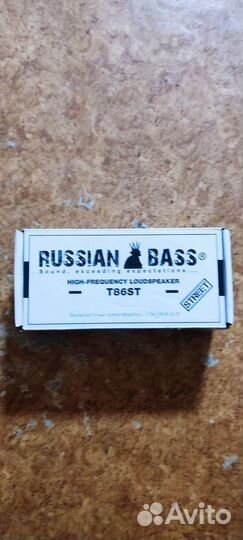 RUSSIAN BASS®
Sound, exceeding expectations....
HIGH-FREQUENCY LOUDSPEAKER
T86ST
STREET
Avito